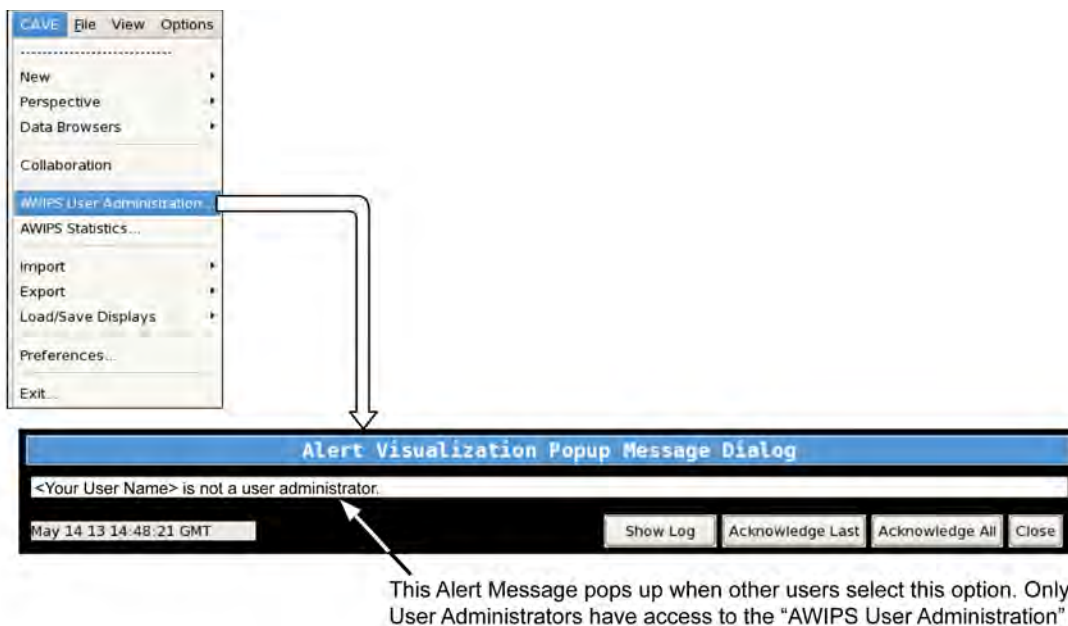 CAVE File View Options
New
Perspective
Data Browsers
Collaboration
AWIPS User Administration...
AWIPS Statistics...
Import
Export
Load/Save Displays
Preferences...
Exit...
Alert Visualization Popup Message Dialog
<Your User Name> is not a user administrator.
May 14 13 14:48:21 GMT
Show Log Acknowledge Last Acknowledge All Close
This Alert Message pops up when other users select this option. Only
User Administrators have access to the “AWIPS User Administration”